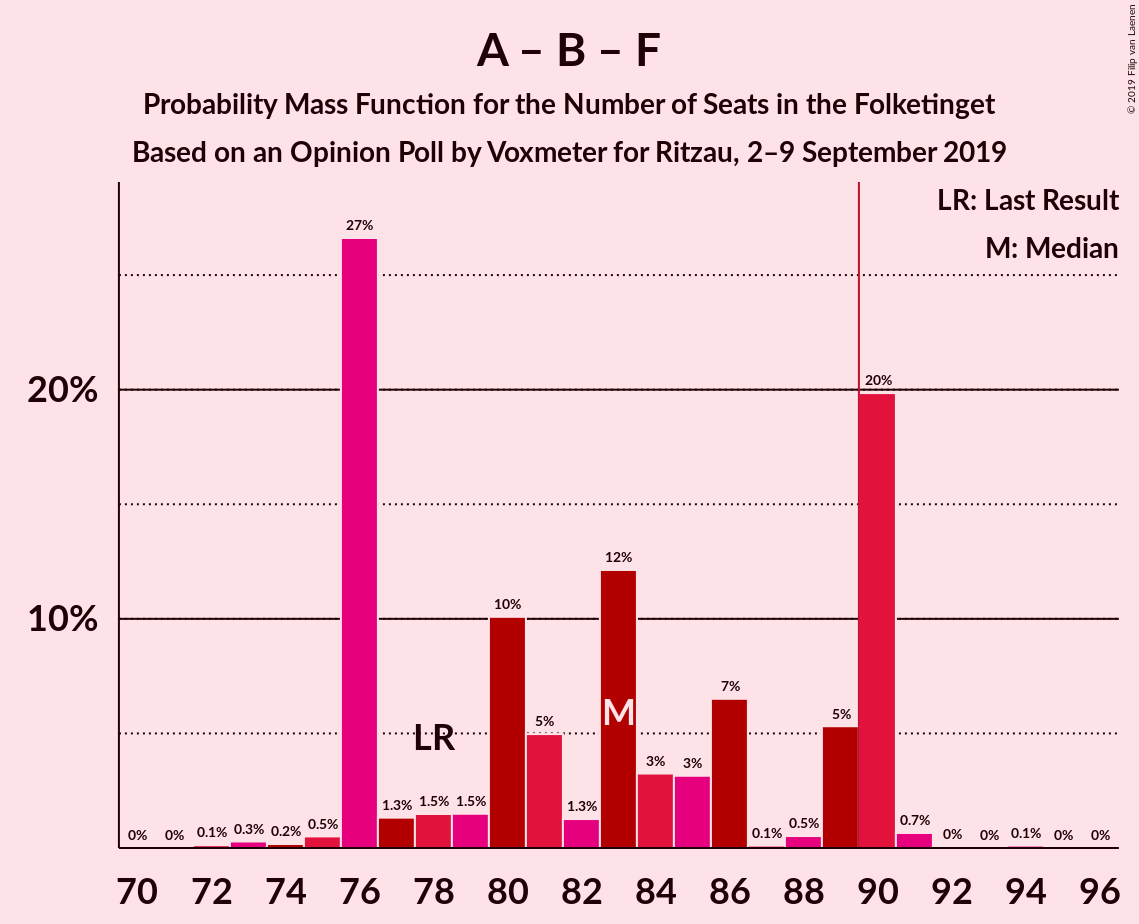 A – B – F
Probability Mass Function for the Number of Seats in the Folketinget
Based on an Opinion Poll by Voxmeter for Ritzau, 2–9 September 2019
© 2019 Filip van Laenen
LR: Last Result
M: Median
20%
10%
0% 0% 0.1% 0.3% 0.2% 0.5% 27% 1.3% 1.5% 1.5% 10% 5% 1.3% 12% 3% 3% 7% 0.1% 0.5% 5% 20% 0.7% 0% 0% 0.1% 0% 0%
LR
M
70 72 74 76 78 80 82 84 86 88 90 92 94 96